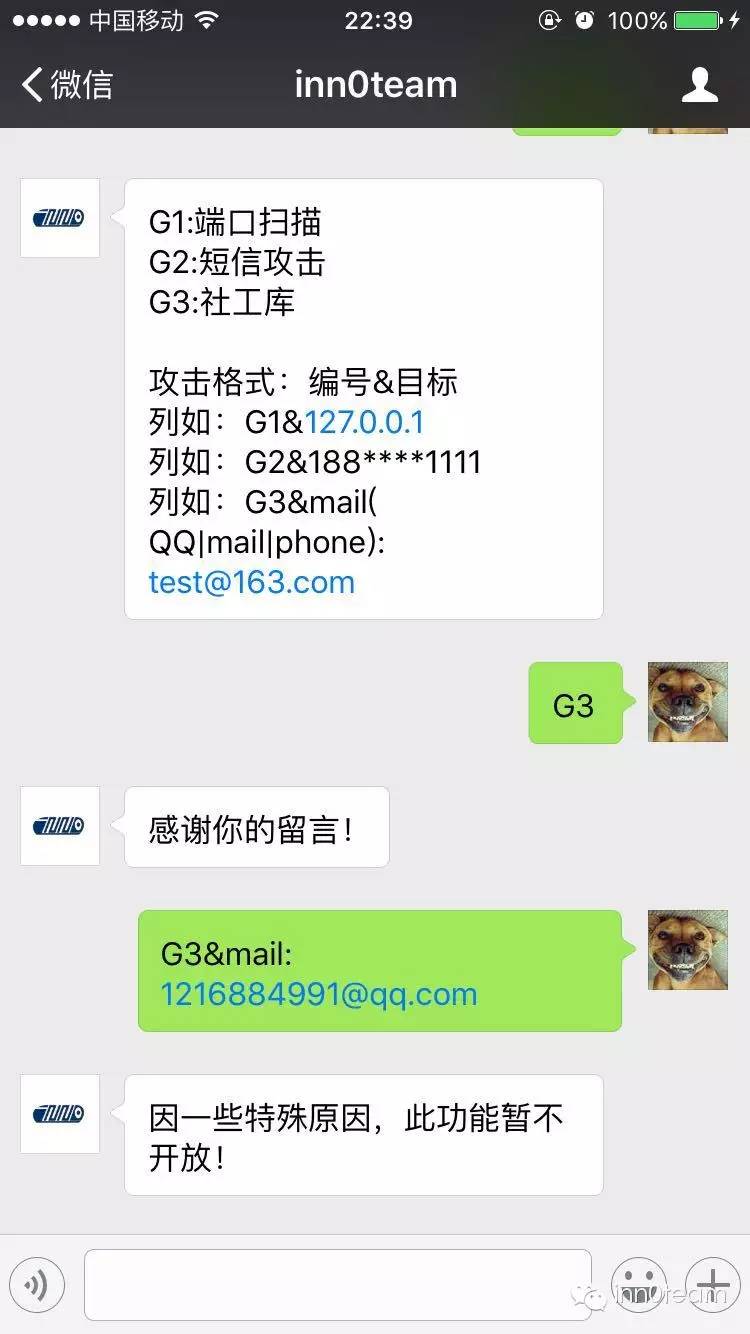 中国移动 22:39 100%
微信 inn0team
INNO
G1:端口扫描
G2:短信攻击
G3:社工库
攻击格式：编号&目标
列如：G1&127.0.0.1
列如：G2&188****1111
列如：G3&mail(
QQ|mail|phone):
test@163.com
G3
INNO
感谢你的留言！
G3&mail:
1216884991@qq.com
INNO
因一些特殊原因，此功能暂不
开放！
inn0team